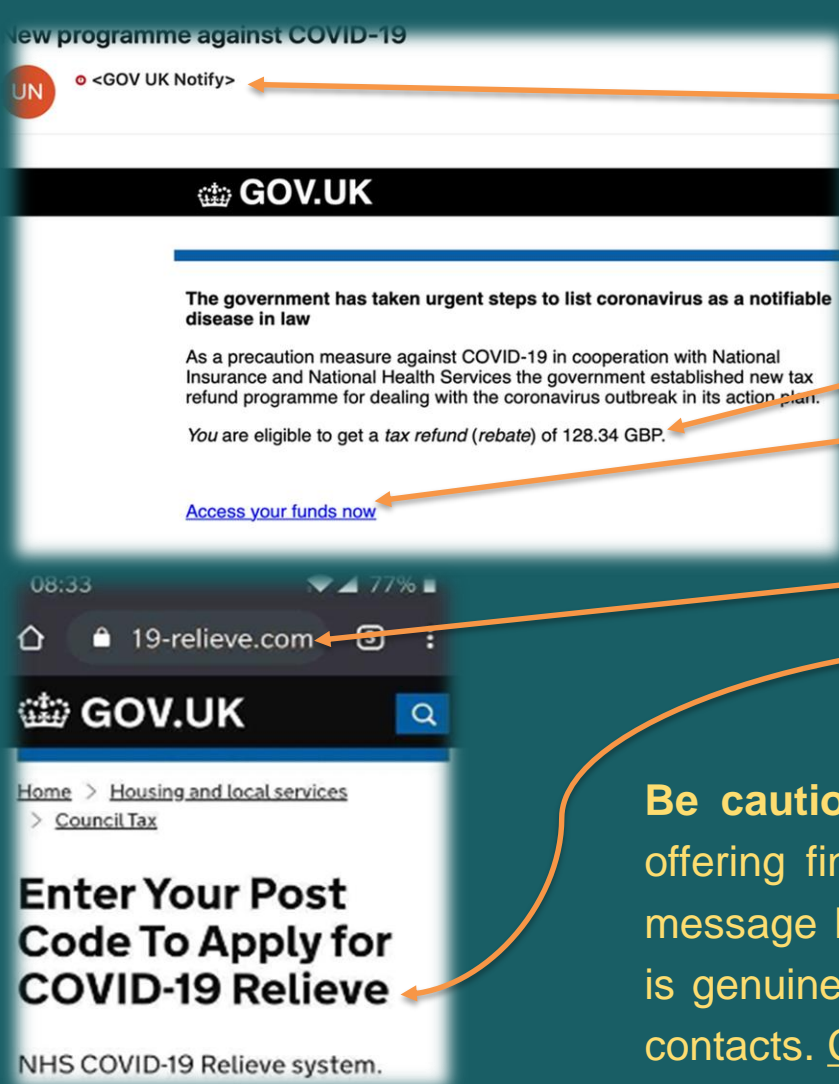 New programme against COVID-19
UN
<GOV UK Notify>
GOV.UK
The government has taken urgent steps to list coronavirus as a notifiable
disease in law
As a precaution measure against COVID-19 in cooperation with National
Insurance and National Health Services the government established new tax
refund programme for dealing with the coronavirus outbreak in its action plan.
You are eligible to get a tax refund (rebate) of 128.34 GBP.
Access your funds now
08:33 77%
19-relieve.com
GOV.UK
Home > Housing and local services
> Council Tax
Enter Your Post
Code To Apply for
COVID-19 Relieve
NHS COVID-19 Relieve system.
Be
offering
message
is genuine
contacts.